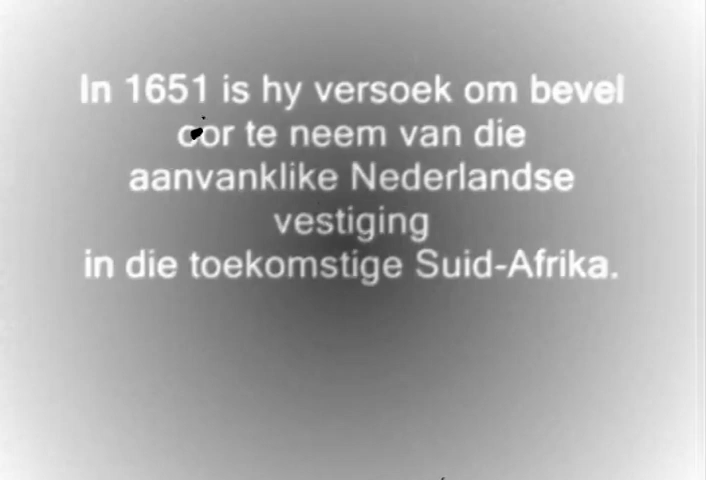 In 1651 is hy versoek om bevel
oor te neem van die
aanvanklike Nederlandse
vestiging
in die toekomstige Suid-Afrika.